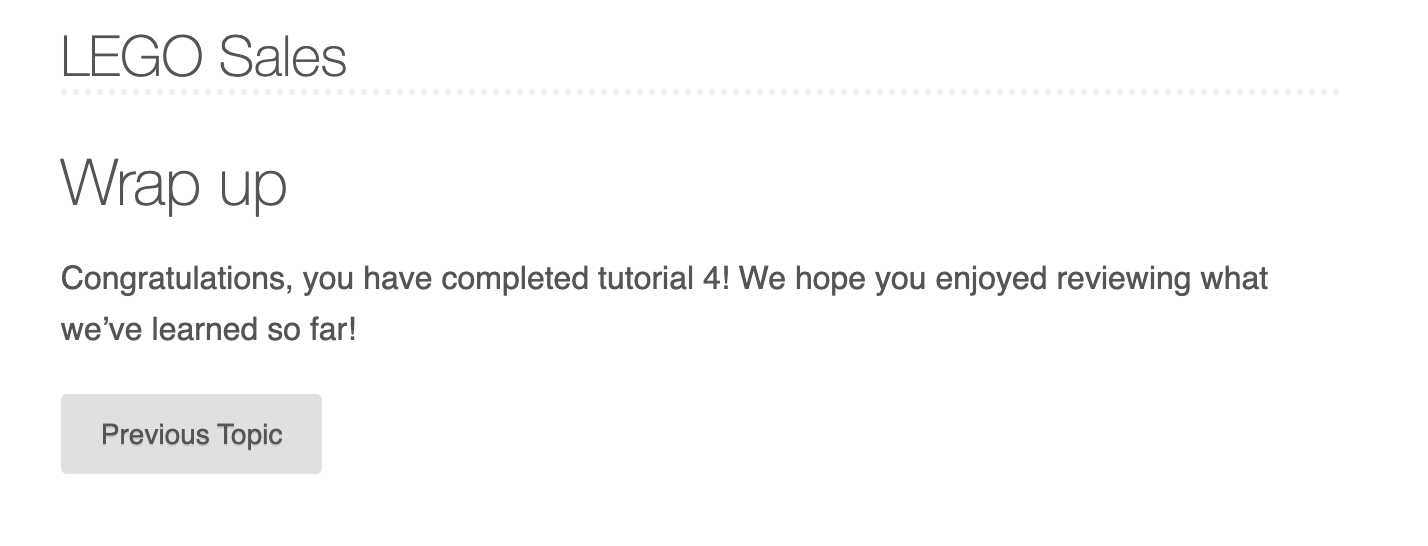 LEGO Sales
Wrap up
Congratulations, you have completed tutorial 4! We hope you enjoyed reviewing what
we’ve learned so far!
Previous Topic